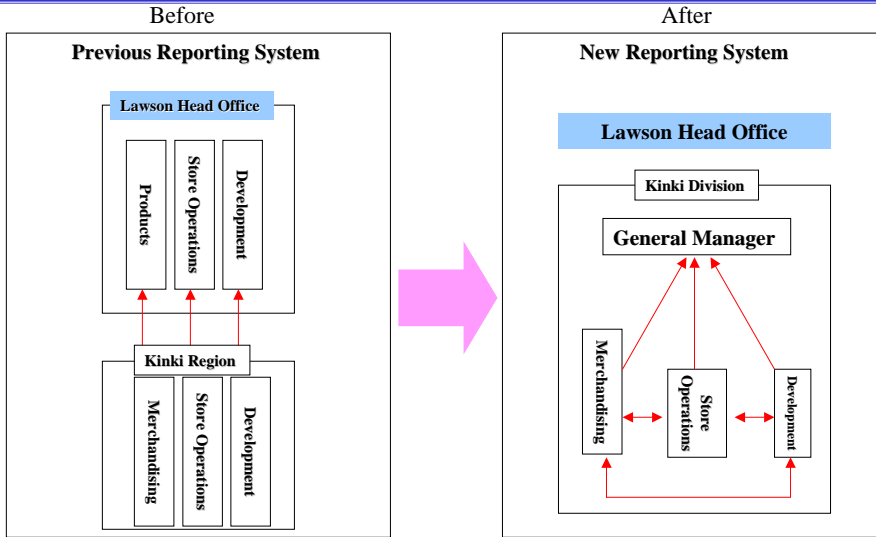 Before
After
Previous Reporting System
Lawson Head Office
Products
Store Operations
Development
Kinki Region
Merchandising
Store Operations
Development
New Reporting System
Lawson Head Office
Kinki Division
General Manager
Merchandising
Store
Operations
Development